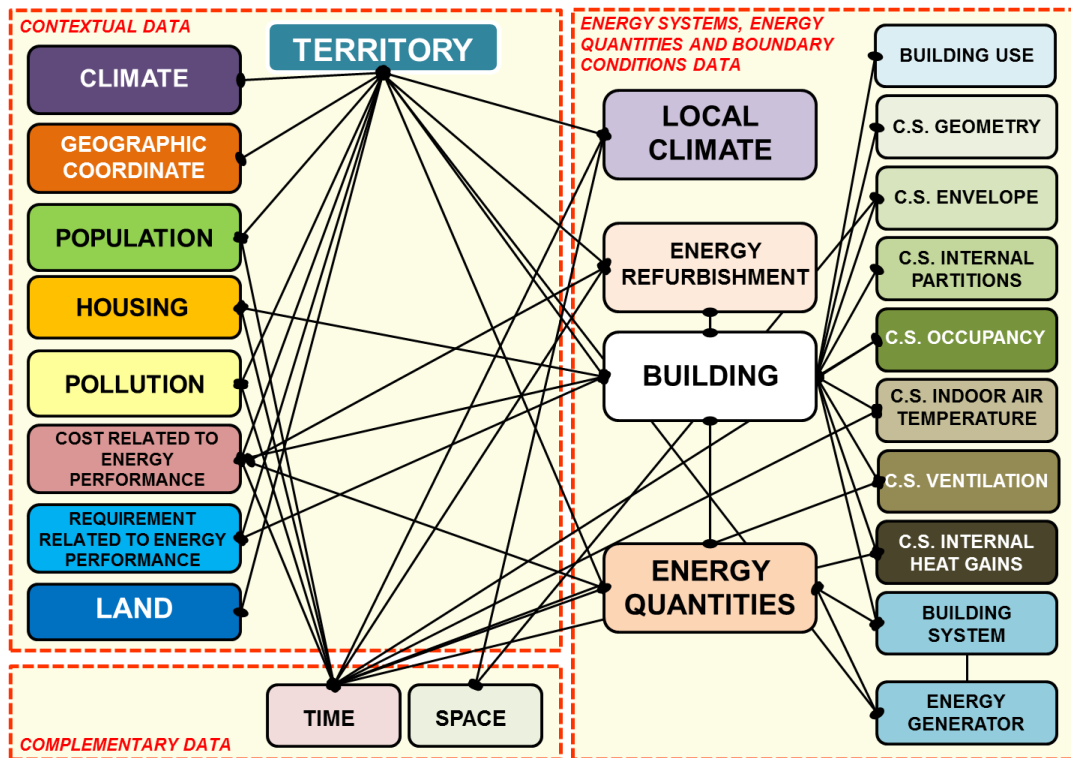 CONTEXTUAL DATA
TERRITORY
CLIMATE
GEOGRAPHIC
COORDINATE
POPULATION
HOUSING
POLLUTION
COST RELATED TO
ENERGY
PERFORMANCE
REQUIREMENT
RELATED TO ENERGY
PERFORMANCE
LAND
TIME
SPACE
COMPLEMENTARY DATA
ENERGY SYSTEMS, ENERGY
QUANTITIES AND BOUNDARY
CONDITIONS DATA
LOCAL
CLIMATE
ENERGY
REFURBISHMENT
BUILDING
ENERGY
QUANTITIES
BUILDING USE
C.S. GEOMETRY
C.S. ENVELOPE
C.S. INTERNAL
PARTITIONS
C.S. OCCUPANCY
C.S. INDOOR AIR
TEMPERATURE
C.S. VENTILATION
C.S. INTERNAL
HEAT GAINS
BUILDING
SYSTEM
ENERGY
GENERATOR